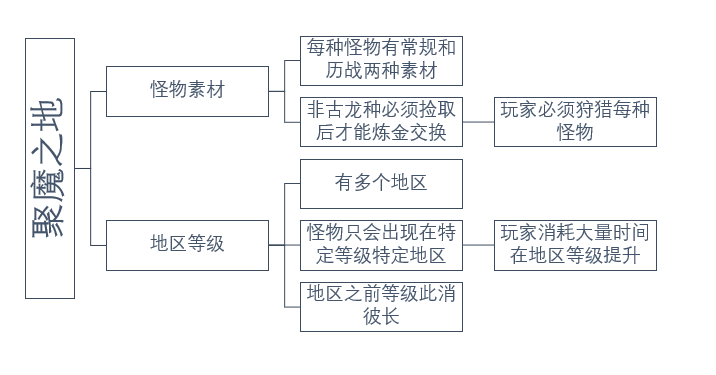 聚魔之地
怪物素材
每种怪物有常规和
历战两种素材
非古龙种必须捡取
后才能炼金交换
玩家必须狩猎每种
怪物
地区等级
有多个地区
怪物只会出现在特
定等级特定地区
玩家消耗大量时间
在地区等级提升
地区之前等级此消
彼长